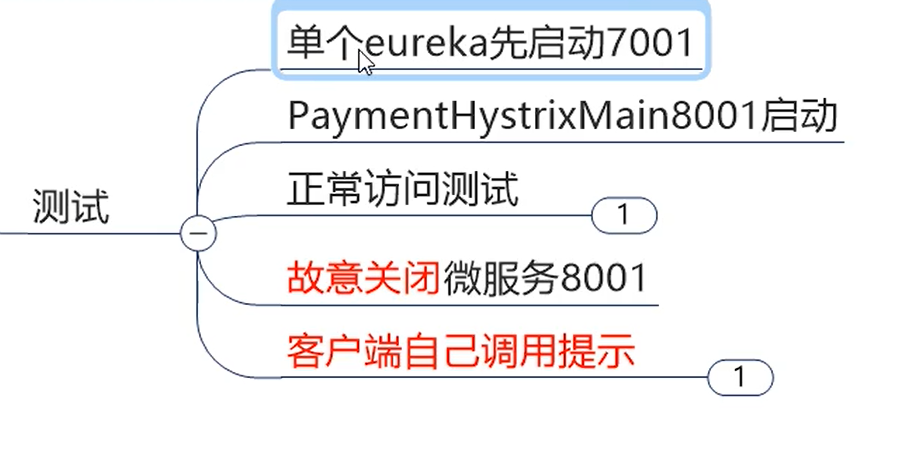 单个eureka先启动7001
PaymentHystrixMain8001启动
测试
正常访问测试
1
故意关闭微服务8001
客户端自己调用提示
1